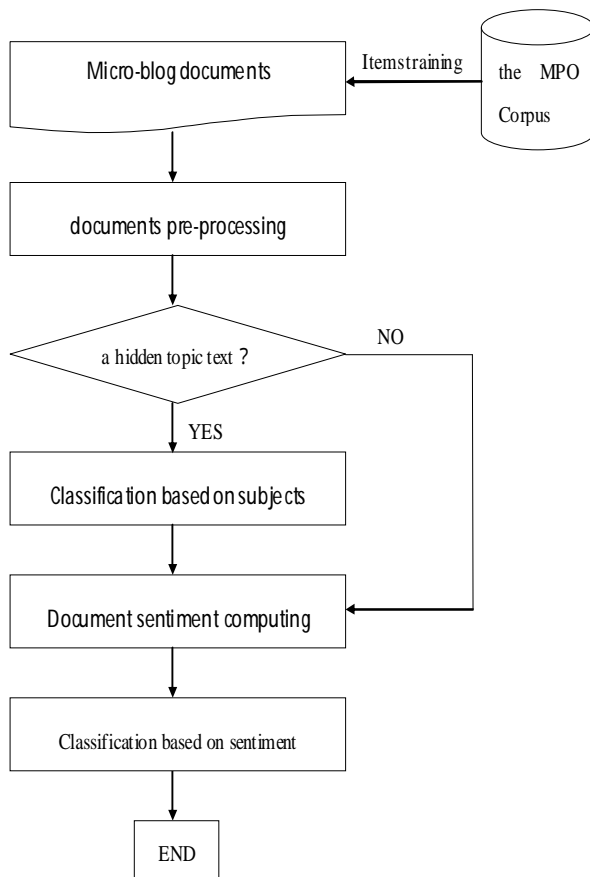 Micro-blog documents
Itemstraining
the MPO
Corpus
documents pre-processing
a hidden topic text ?
NO
YES
Classification based on subjects
Document sentiment computing
Classification based on sentiment
END